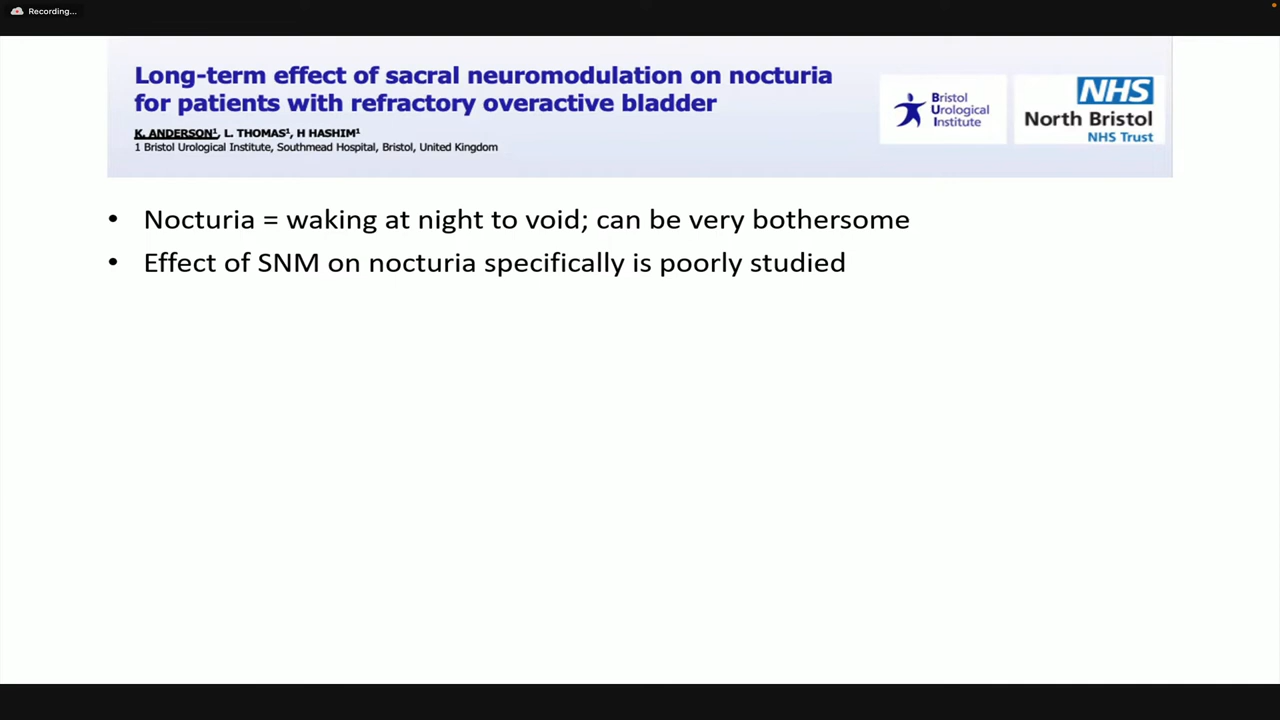 Recording...
Long-term effect of sacral neuromodulation on nocturia
for patients with refractory overactive bladder
K. ANDERSON¹, L. THOMAS¹, H HASHIM¹
1 Bristol Urological Institute, Southmead Hospital, Bristol, United Kingdom
Bristol
Urological
Institute
NHS
North Bristol
NHS Trust
• Nocturia = waking at night to void; can be very bothersome
• Effect of SNM on nocturia specifically is poorly studied